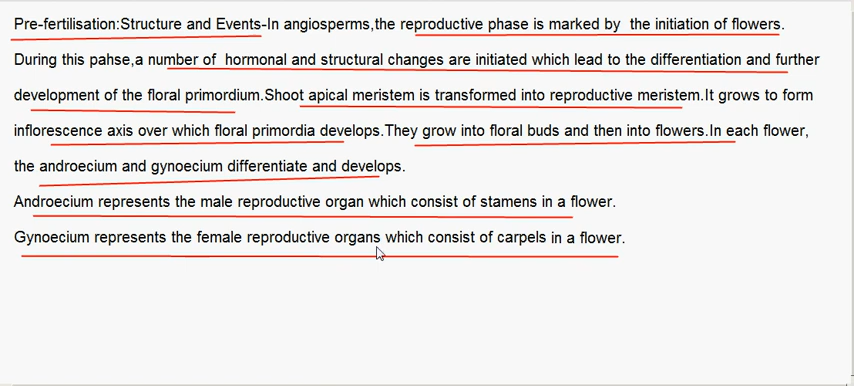 Pre-fertilisation:Structure and Events-In angiosperms,the reproductive phase is marked by  the initiation of flowers.
During this pahse,a number of  hormonal and structural changes are initiated which lead to the differentiation and further
development of the floral primordium.Shoot apical meristem is transformed into reproductive meristem.It grows to form
inflorescence axis over which floral primordia develops.They grow into floral buds and then into flowers.In each flower,
the androecium and gynoecium differentiate and develops.
Androecium represents the male reproductive organ which consist of stamens in a flower.
Gynoecium represents the female reproductive organs which consist of carpels in a flower.